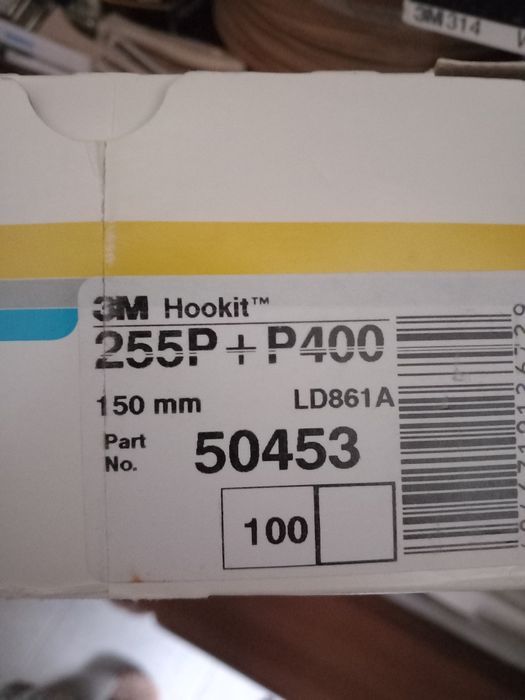 3M 314
3M Hookit™
255P + P400
150 mm LD861A
Part No. 50453
100